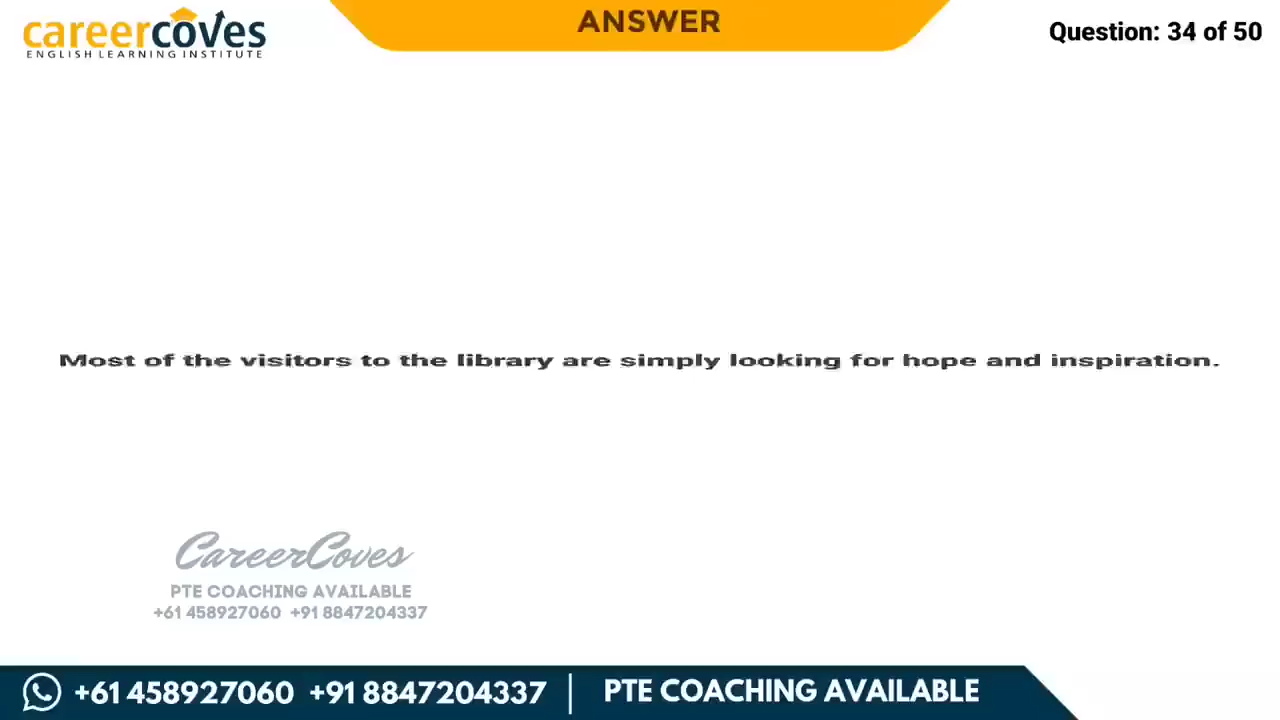 careercoves
ENGLISH LEARNING INSTITUTE
ANSWER
Question: 34 of 50
Most of the visitors to the library are simply looking for hope and inspiration.
CareerCoves
PTE COACHING AVAILABLE
+61 458927060 +91 8847204337
+61 458927060 +91 8847204337 | PTE COACHING AVAILABLE